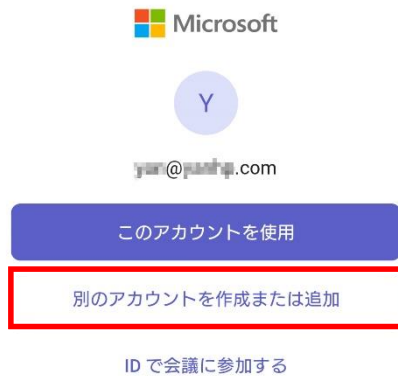 Microsoft
Y
@ .com
このアカウントを使用
別のアカウントを作成または追加
ID で会議に参加する